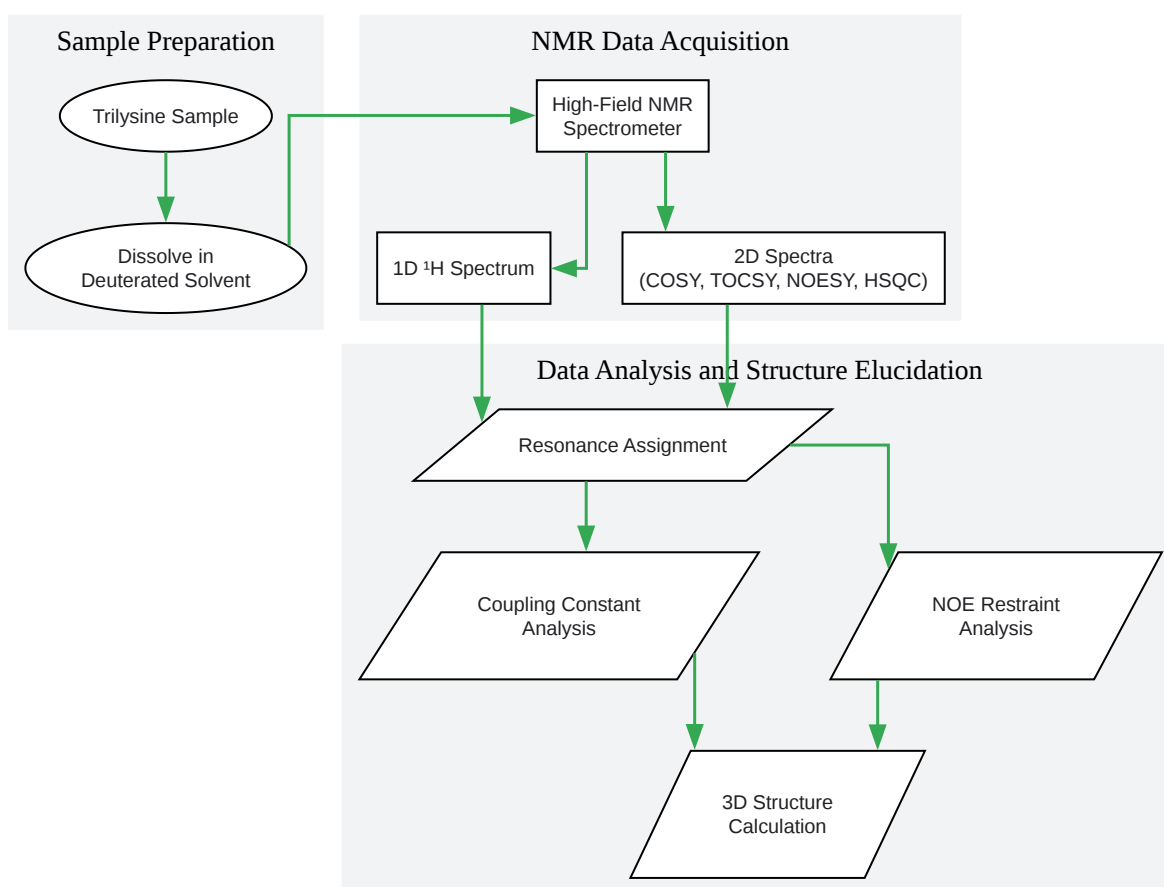 Sample Preparation
Trilysine Sample
Dissolve in
Deuterated Solvent
NMR Data Acquisition
High-Field NMR
Spectrometer
1D ¹H Spectrum
2D Spectra
(COSY, TOCSY, NOESY, HSQC)
Data Analysis and Structure Elucidation
Resonance Assignment
Coupling Constant
Analysis
NOE Restraint
Analysis
3D Structure
Calculation